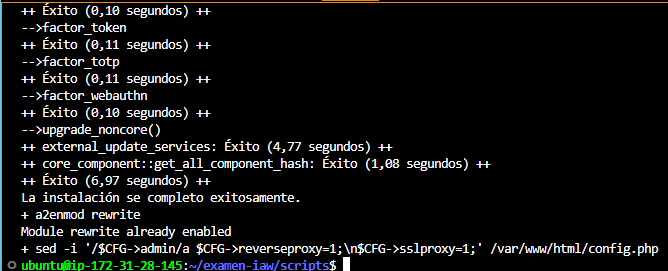 ++ Éxito (0,10 segundos) ++
-->factor_token
++ Éxito (0,11 segundos) ++
-->factor_totp
++ Éxito (0,11 segundos) ++
-->factor_webauthn
++ Éxito (0,10 segundos) ++
-->upgrade_noncore()
++ external_update_services: Éxito (4,77 segundos) ++
++ core_component::get_all_component_hash: Éxito (1,08 segundos) ++
++ Éxito (6,97 segundos) ++
La instalación se completo exitosamente.
+ a2enmod rewrite
Module rewrite already enabled
+ sed -i '/$CFG->admin/a $CFG->reverseproxy=1;\n$CFG->sslproxy=1;' /var/www/html/config.php
ubuntu@ip-172-31-28-145:~/examen-iaw/scripts$